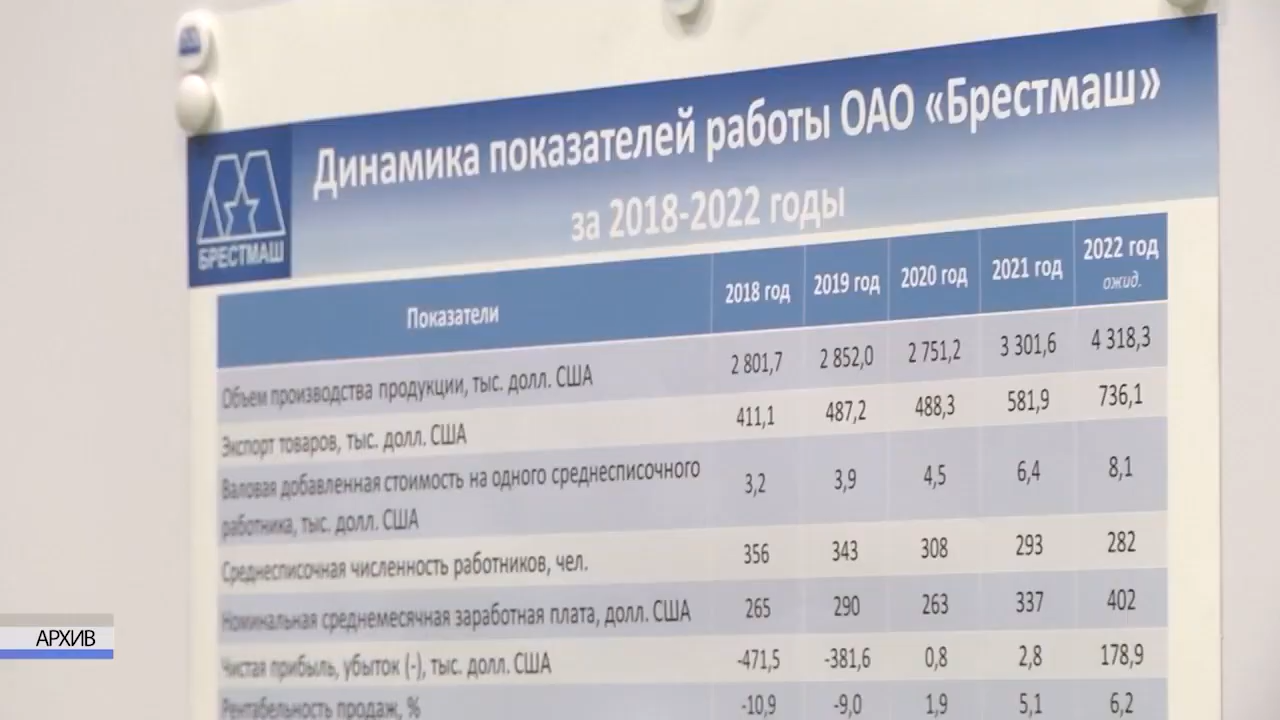 Динамика показателей работы ОАО «Брестмаш»
за 2018-2022 годы
БРЕСТМАШ
Показатели 2018 год 2019 год 2020 год 2021 год 2022 год
ожид.
Объем производства продукции, тыс. долл. США 2 801,7 2 852,0 2 751,2 3 301,6 4 318,3
Экспорт товаров, тыс. долл. США 411,1 487,2 488,3 581,9 736,1
Валовая добавленная стоимость на одного среднесписочного
работника, тыс. долл. США 3,2 3,9 4,5 6,4 8,1
Среднесписочная численность работников, чел. 356 343 308 293 282
Номинальная среднемесячная заработная плата, долл. США 265 290 263 337 402
Чистая прибыль, убыток (-), тыс. долл. США -471,5 -381,6 0,8 2,8 178,9
Рентабельность продаж, % -10,9 -9,0 1,9 5,1 6,2
АРХИВ